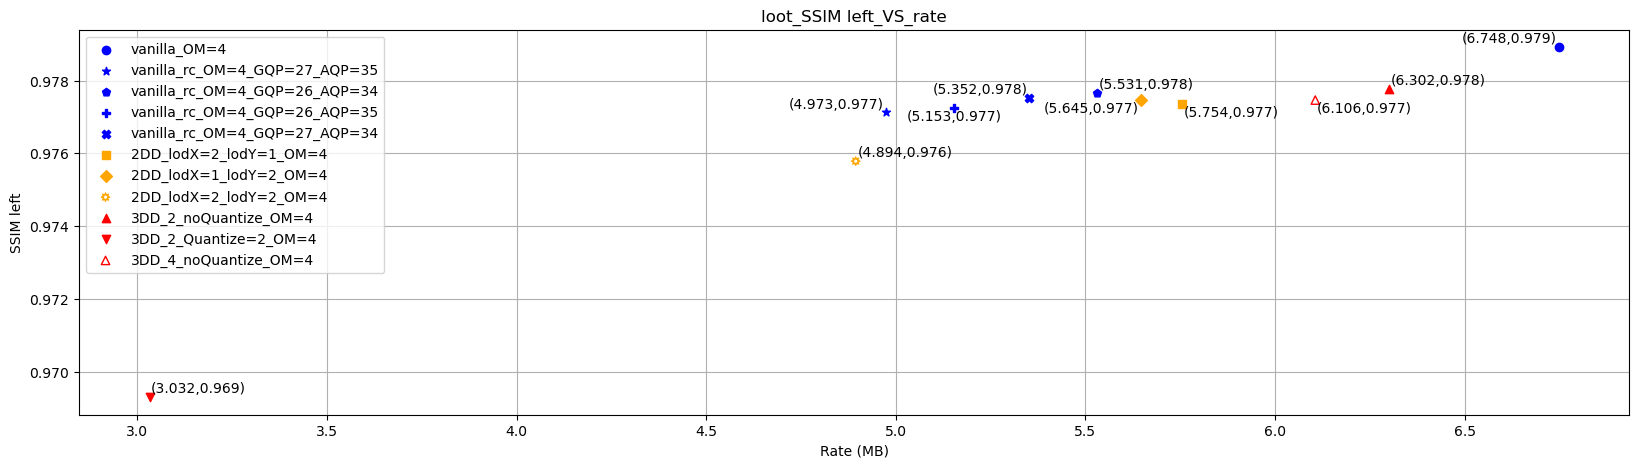 loot_SSIM left_VS_rate
vanilla_OM=4
vanilla_rc_OM=4_GQP=27_AQP=35
vanilla_rc_OM=4_GQP=26_AQP=34
vanilla_rc_OM=4_GQP=26_AQP=35
vanilla_rc_OM=4_GQP=27_AQP=34
2DD_lodX=2_lodY=1_OM=4
2DD_lodX=1_lodY=2_OM=4
2DD_lodX=2_lodY=2_OM=4
3DD_2_noQuantize_OM=4
3DD_2_Quantize=2_OM=4
3DD_4_noQuantize_OM=4
(6.748,0.979)
(4.973,0.977)
(5.531,0.978)
(5.153,0.977)
(5.352,0.978)
(5.754,0.977)
(5.645,0.977)
(4.894,0.976)
(6.302,0.978)
(3.032,0.969)
(6.106,0.977)
SSIM left
0.978
0.976
0.974
0.972
0.970
3.0
3.5
4.0
4.5
5.0
5.5
6.0
6.5
Rate (MB)